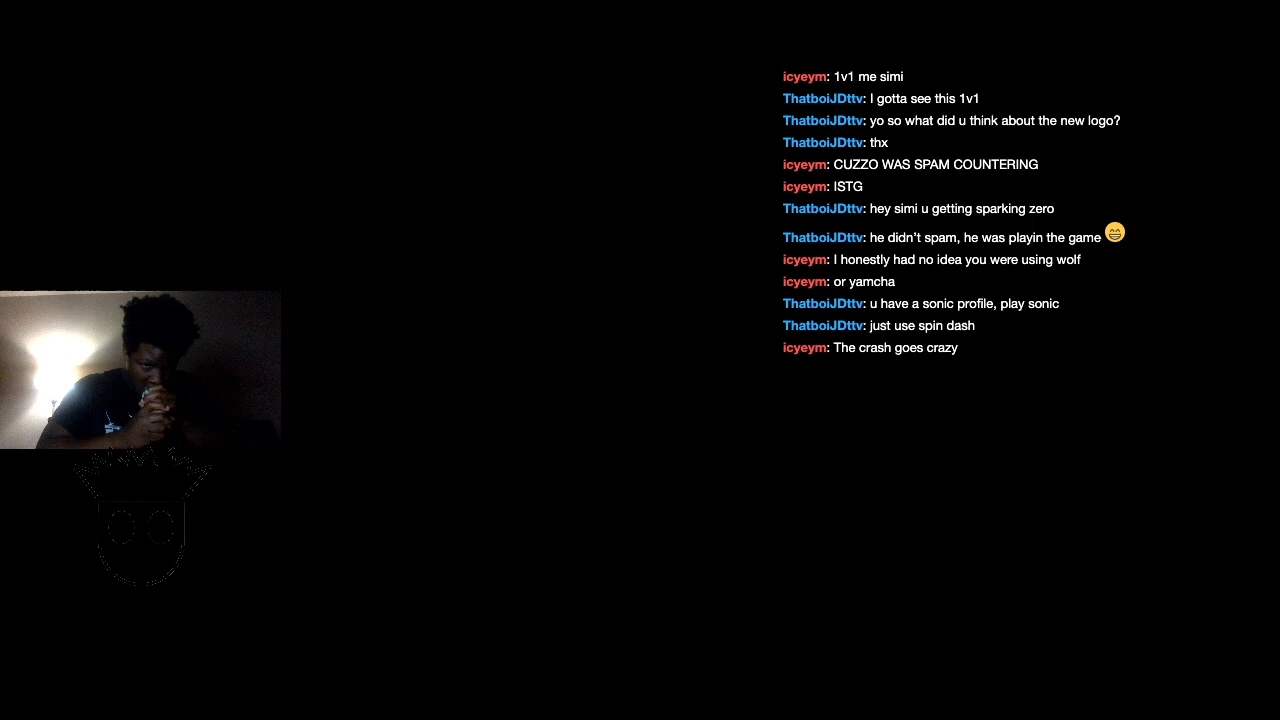 icyeym: 1v1 me simi
ThatboiJDttv: I gotta see this 1v1
ThatboiJDttv: yo so what did u think about the new logo?
ThatboiJDttv: thx
icyeym: CUZZO WAS SPAM COUNTERING
icyeym: ISTG
ThatboiJDttv: hey simi u getting sparking zero
ThatboiJDttv: he didn’t spam, he was playin the game 😄
icyeym: I honestly had no idea you were using wolf
icyeym: or yamcha
ThatboiJDttv: u have a sonic profile, play sonic
ThatboiJDttv: just use spin dash
icyeym: The crash goes crazy